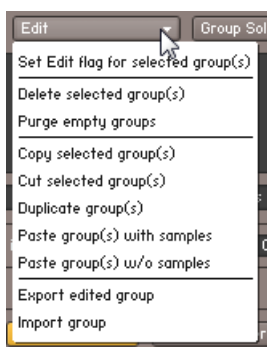 Edit Group Sol
Set Edit flag for selected group(s)
Delete selected group(s)
Purge empty groups
Copy selected group(s)
Cut selected group(s)
Duplicate group(s)
Paste group(s) with samples
Paste group(s) w/o samples
Export edited group
Import group